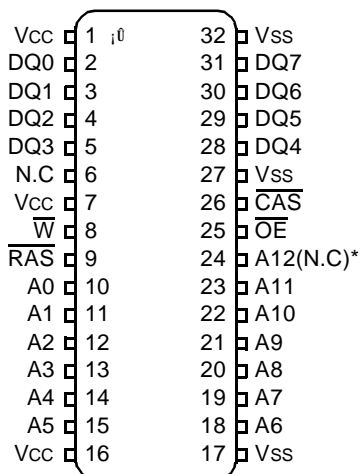 Vcc 1 ¡Û 32 Vss
DQ0 2 31 DQ7
DQ1 3 30 DQ6
DQ2 4 29 DQ5
DQ3 5 28 DQ4
N.C 6 27 Vss
Vcc 7 26 CAS
W 8 25 OE
RAS 9 24 A12(N.C)*
A0 10 23 A11
A1 11 22 A10
A2 12 21 A9
A3 13 20 A8
A4 14 19 A7
A5 15 18 A6
Vcc 16 17 Vss